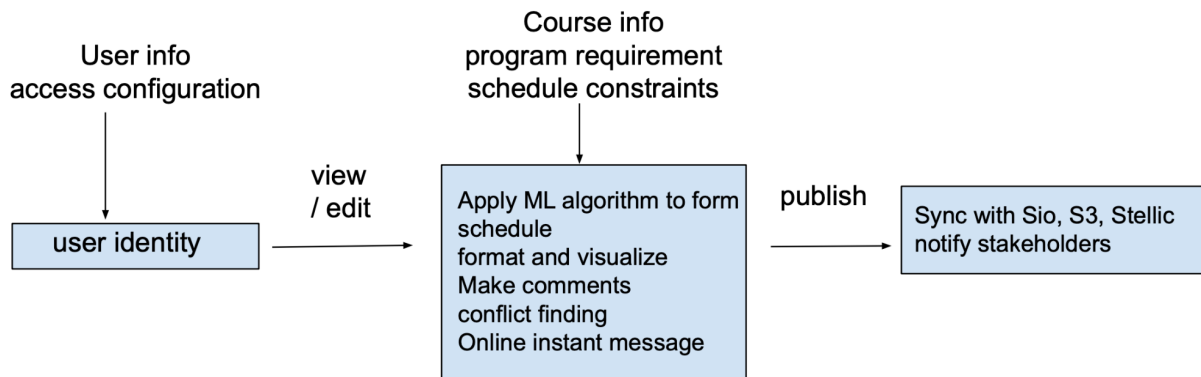 User info
access configuration
Course info
program requirement
schedule constraints
user identity
view
/ edit
Apply ML algorithm to form
schedule
format and visualize
Make comments
conflict finding
Online instant message
publish
Sync with Sio, S3, Stellic
notify stakeholders